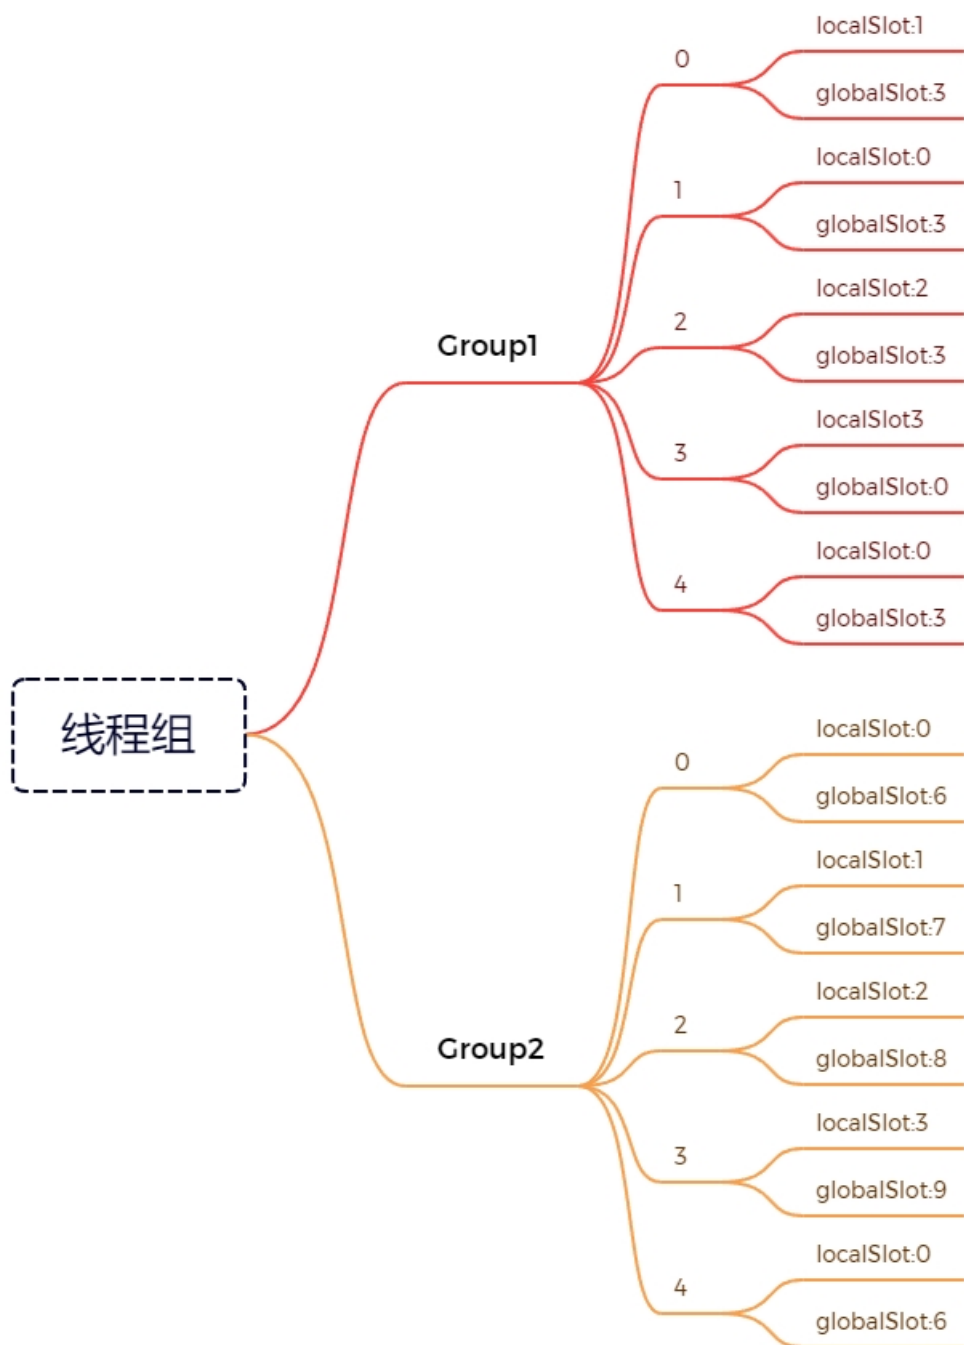 线程组
Group1
0
localSlot:1
globalSlot:3
1
localSlot:0
globalSlot:3
2
localSlot:2
globalSlot:3
3
localSlot3
globalSlot:0
4
localSlot:0
globalSlot:3
Group2
0
localSlot:0
globalSlot:6
1
localSlot:1
globalSlot:7
2
localSlot:2
globalSlot:8
3
localSlot:3
globalSlot:9
4
localSlot:0
globalSlot:6